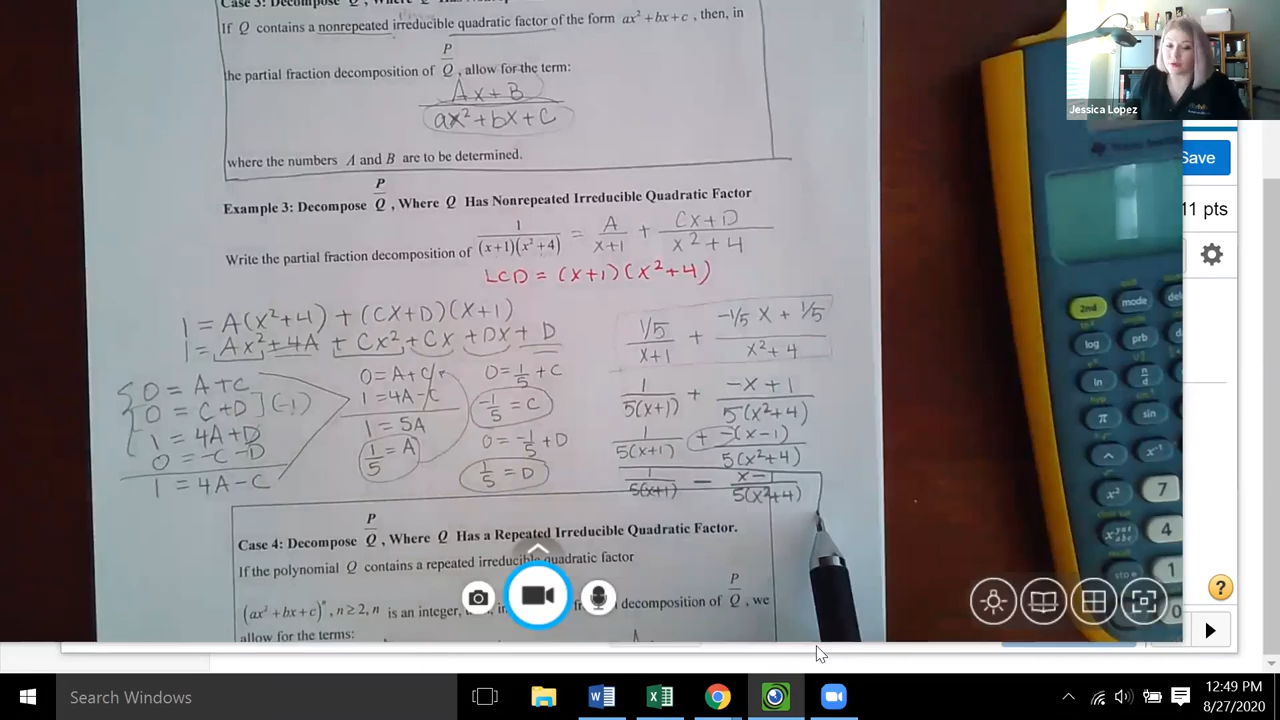 Case 3: Decompose
If Q contains a nonrepeated irreducible quadratic factor of the form ax² + bx + c, then, in
the partial fraction decomposition of P/Q, allow for the term:
Ax + B
ax² + bx + c
where the numbers A and B are to be determined.
Example 3: Decompose P/Q, Where Q Has Nonrepeated Irreducible Quadratic Factor
Write the partial fraction decomposition of 1/((x+1)(x²+4)) = A/(x+1) + (Cx+D)/(x²+4)
LCD = (x+1)(x²+4)
1 = A(x²+4) + (Cx+D)(x+1)
1 = Ax² + 4A + Cx² + Cx + Dx + D
0 = A + C
0 = C + D ] (-1)
1 = 4A + D
0 = -C - D
1 = 4A - C
0 = A + C
1 = 4A - C
1 = 5A
1/5 = A
0 = 1/5 + C
-1/5 = C
0 = -1/5 + D
1/5 = D
(1/5)/(x+1) + (-1/5 x + 1/5)/(x²+4)
1/(5(x+1)) + (-x+1)/(5(x²+4))
1/(5(x+1)) + -(x-1)/(5(x²+4))
1/(5(x+1)) - (x-1)/(5(x²+4))
Case 4: Decompose P/Q, Where Q Has a Repeated Irreducible Quadratic Factor.
If the polynomial Q contains a repeated irreducible quadratic factor
(ax² + bx + c)ⁿ, n ≥ 2, n is an integer, decomposition of P/Q, we
allow for the terms:
A
Jessica Lopez
Save
11 pts
2nd
mode
log
prb
ln
n/d
π
sin
^
x⁻¹
x²
7
4
1
0
?
Search Windows
12:49 PM
8/27/2020